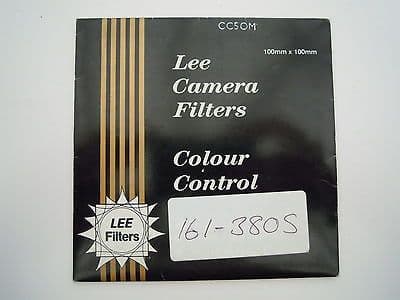 CC50M
100mm x 100mm
Lee
Camera
Filters
Colour
Control
LEE
Filters
161-380S